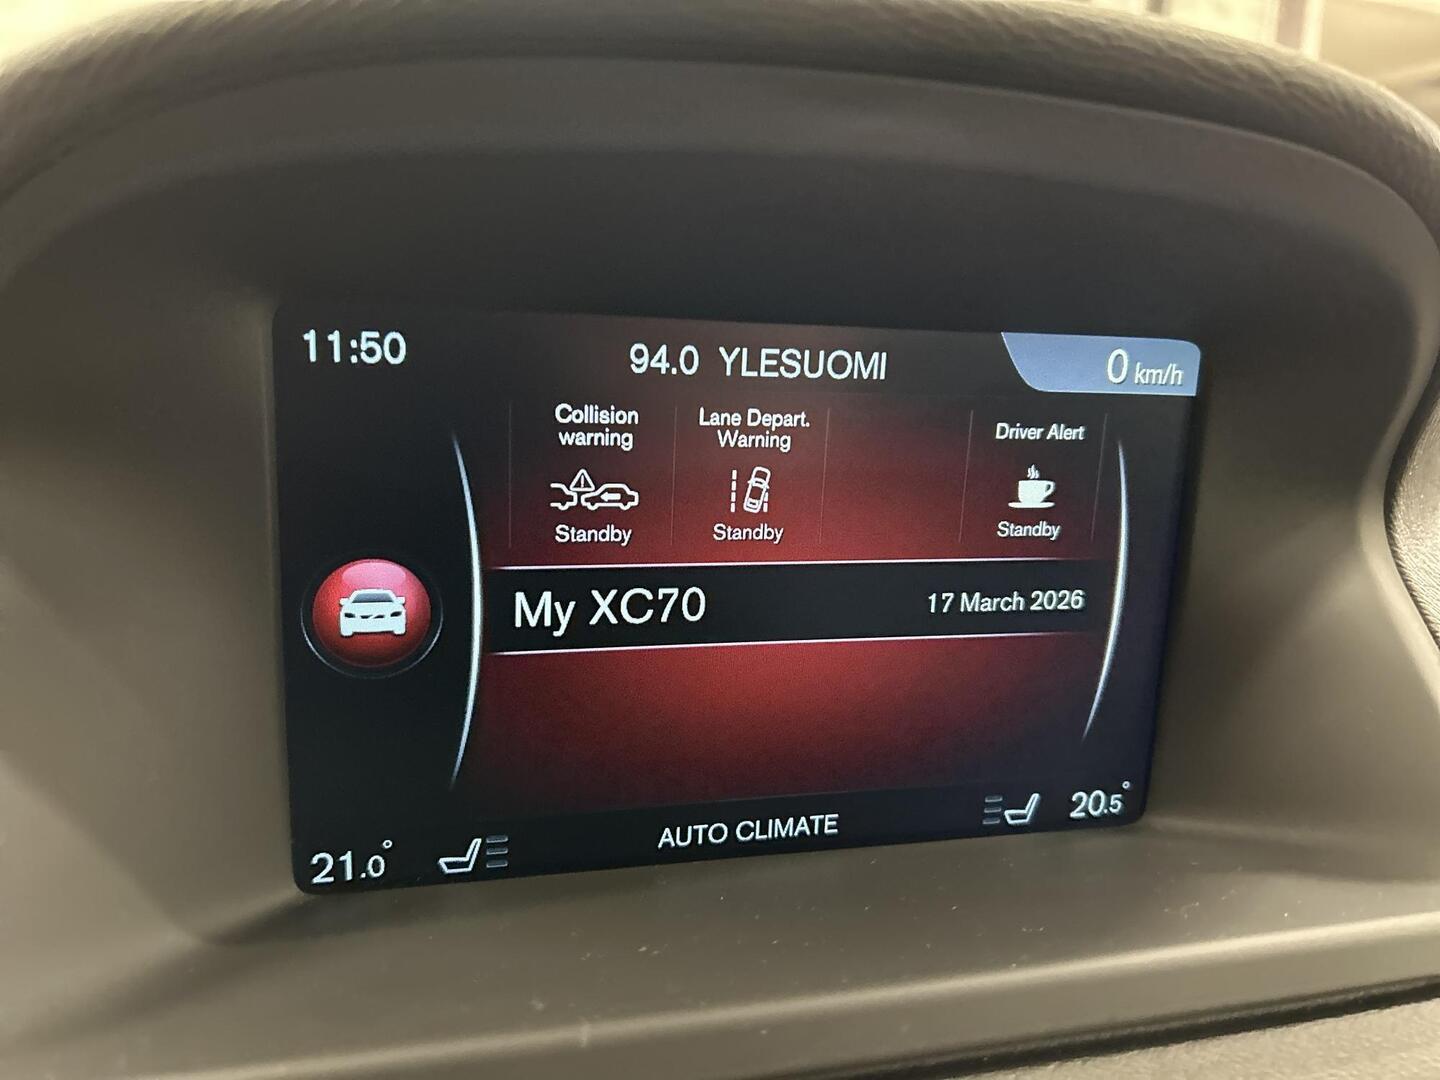 11:50
94.0 YLESUOMI
0 km/h
Collision
warning
Standby
Lane Depart.
Warning
Standby
Driver Alert
Standby
My XC70
17 March 2026
21.0°
AUTO CLIMATE
20.5°